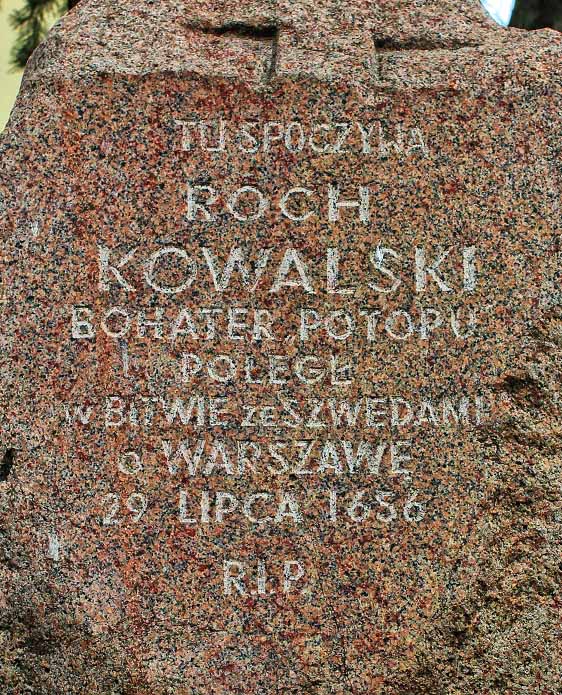 TU SPOCZYWA
ROCH
KOWALSKI
BOHATER „POTOPU”
POLEGŁ
w BITWIE ze SZWEDAMI
o WARSZAWĘ
29 LIPCA 1656
R.I.P.